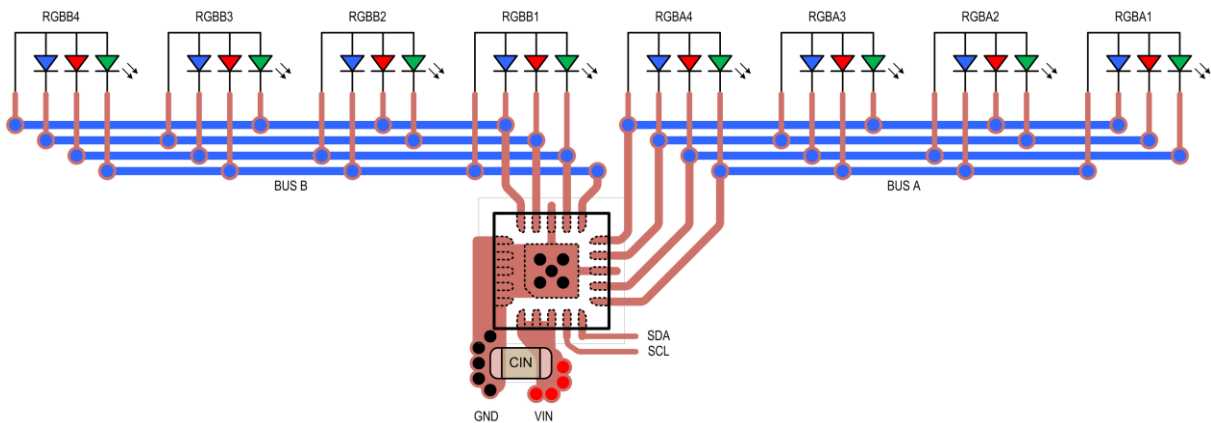 RGBB4 RGBB3 RGBB2 RGBB1 RGBA4 RGBA3 RGBA2 RGBA1
BUS B BUS A
SDA
SCL
CIN
GND VIN